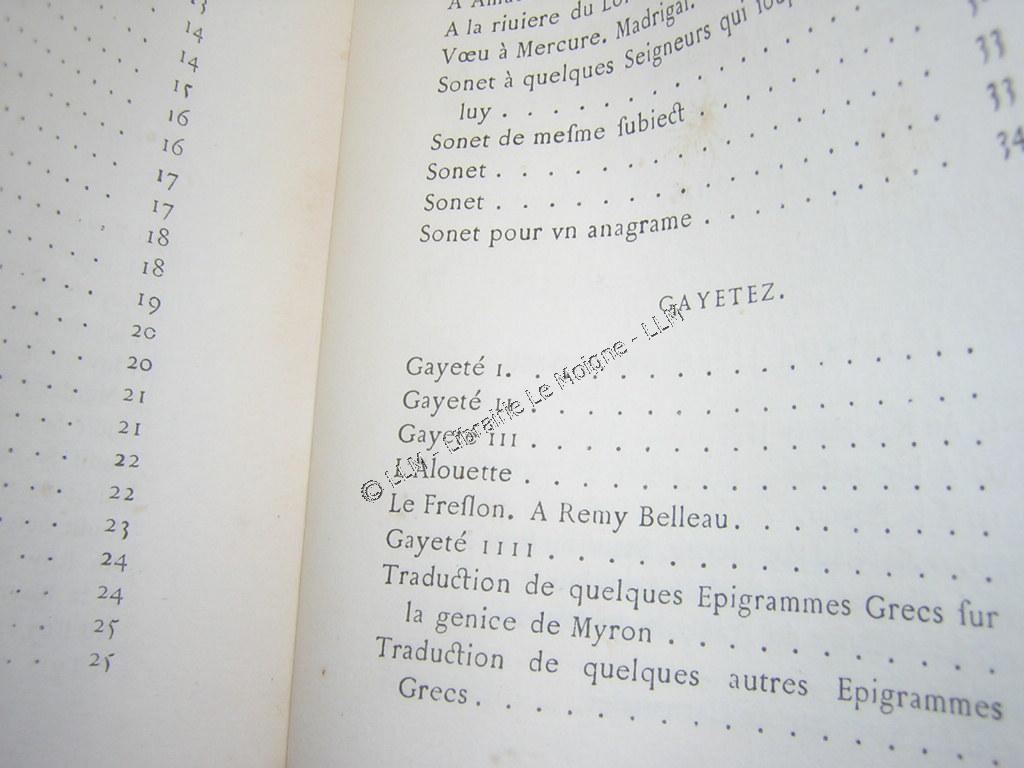 13
14
14
15
16
16
17
17
18
18
19
20
20
21
21
22
22
23
24
24
25
25
A la riuiere du
Vœu à Mercure. Madrigal.
Sonet à quelques Seigneurs qui
luy . . . . . . . . . . . 33
Sonet de meſme ſubiect . . . . . . . . 33
Sonet . . . . . . . . . . . . . 34
Sonet . . . . . . . . . . . . .
Sonet pour vn anagrame . . . . . . . .
GAYETEZ.
Gayeté I. . . . . . . . . . . . . . .
Gayeté II . . . . . . . . . . . . . .
Gayeté III . . . . . . . . . . . . . .
L'Alouette . . . . . . . . . . . . . .
Le Freſlon. A Remy Belleau. . . . . . . .
Gayeté IIII . . . . . . . . . . . . .
Traduction de quelques Epigrammes Grecs ſur
la genice de Myron . . . . . . . . . .
Traduction de quelques autres Epigrammes
Grecs . . . . . . . . . . . . . . .
© LLM - Librairie Le Moigne - LLM